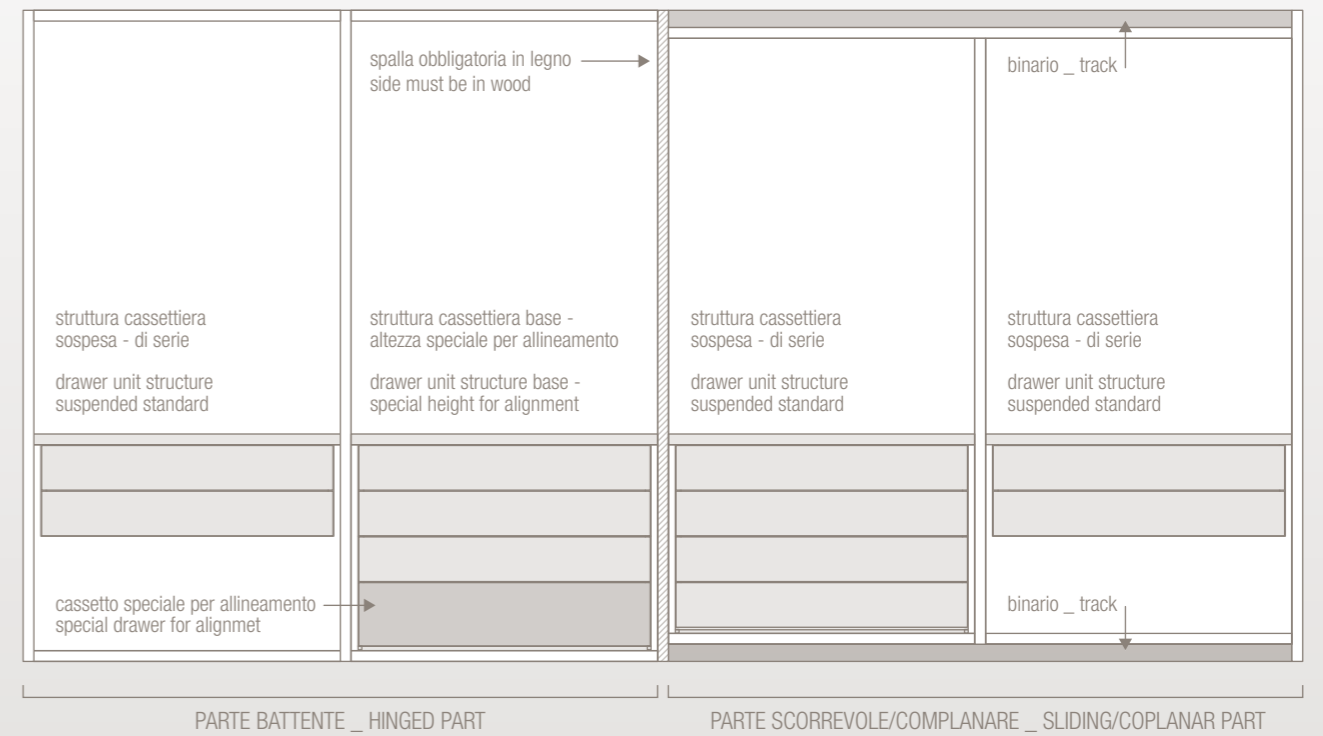 spalla obbligatoria in legno
side must be in wood
binario _ track
struttura cassettiera
sospesa - di serie
drawer unit structure
suspended standard
struttura cassettiera base -
altezza speciale per allineamento
drawer unit structure base -
special height for alignment
struttura cassettiera
sospesa - di serie
drawer unit structure
suspended standard
struttura cassettiera
sospesa - di serie
drawer unit structure
suspended standard
cassetto speciale per allineamento
special drawer for alignmet
binario _ track
PARTE BATTENTE _ HINGED PART
PARTE SCORREVOLE/COMPLANARE _ SLIDING/COPLANAR PART